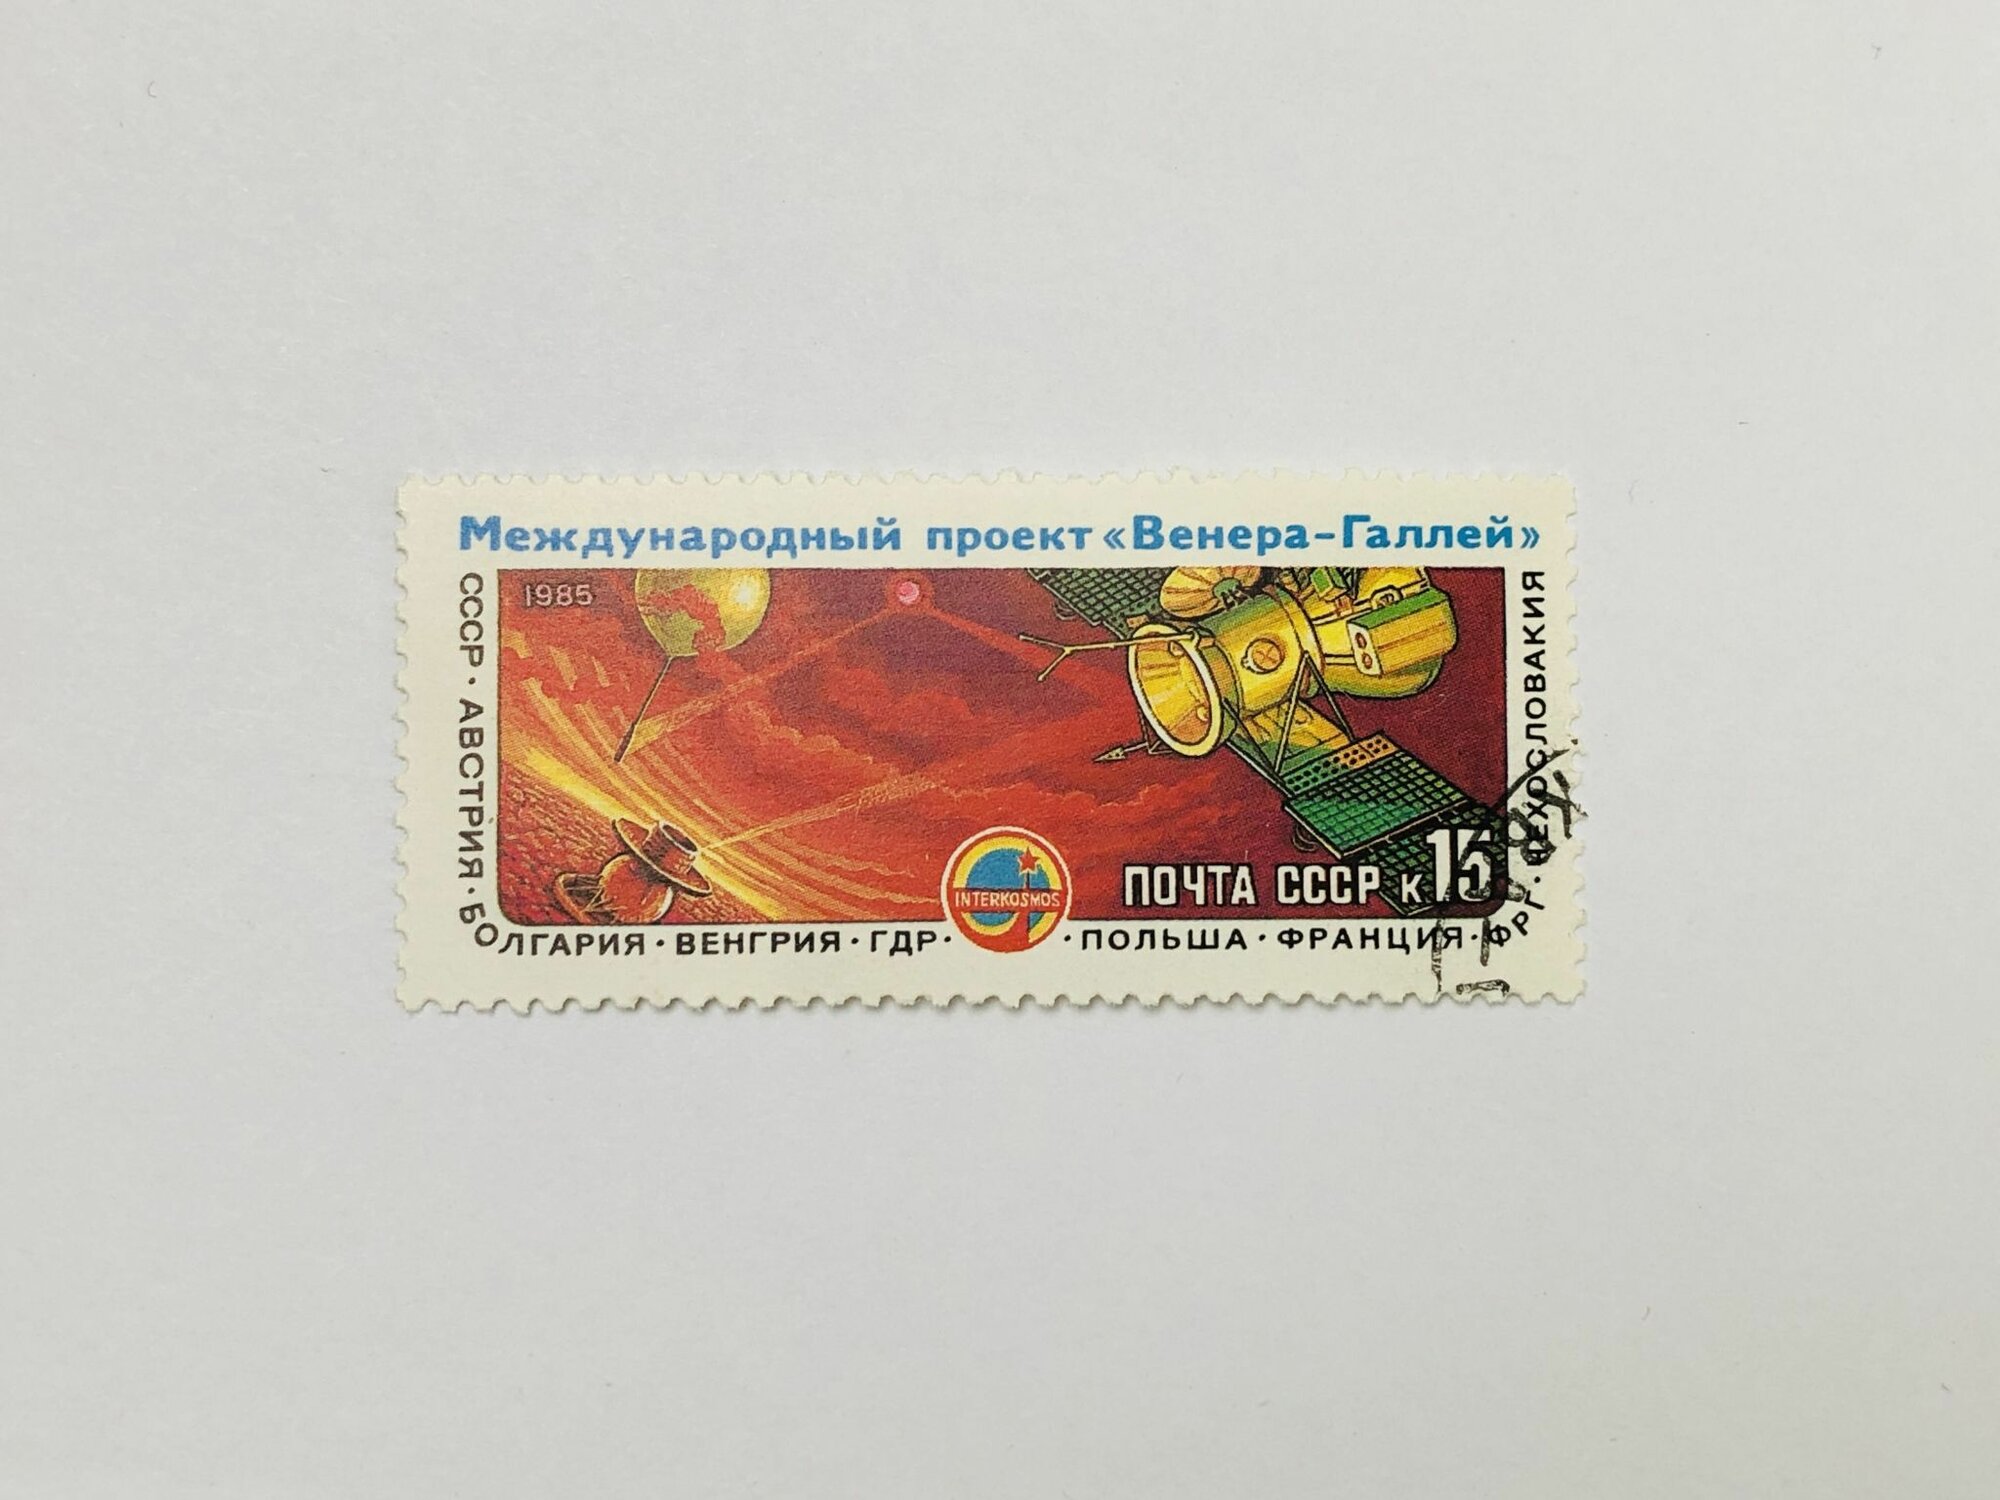 Международный проект «Венера-Галлей»
1985
СССР · АВСТРИЯ · БОЛГАРИЯ · ВЕНГРИЯ · ГДР · · ПОЛЬША · ФРАНЦИЯ · ФРГ · ЧЕХОСЛОВАКИЯ
INTERKOSMOS
ПОЧТА СССР к 15